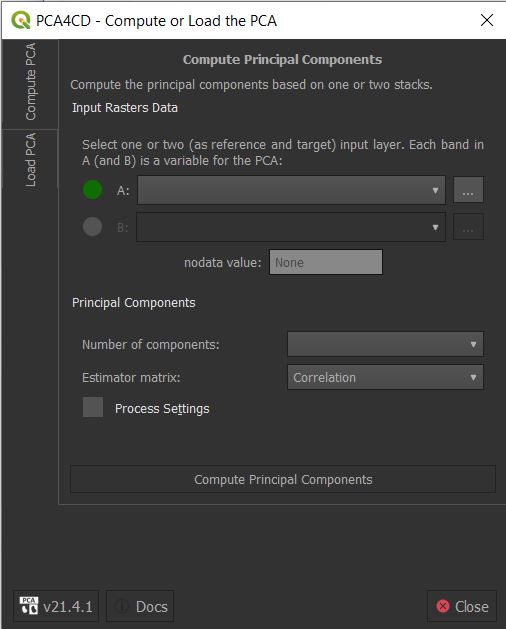 PCA4CD - Compute or Load the PCA
Compute PCA
Load PCA
Compute Principal Components
Compute the principal components based on one or two stacks.
Input Rasters Data
Select one or two (as reference and target) input layer. Each band in
A (and B) is a variable for the PCA:
A:
...
B:
...
nodata value: None
Principal Components
Number of components:
Estimator matrix: Correlation
Process Settings
Compute Principal Components
PCA v21.4.1
Docs
Close